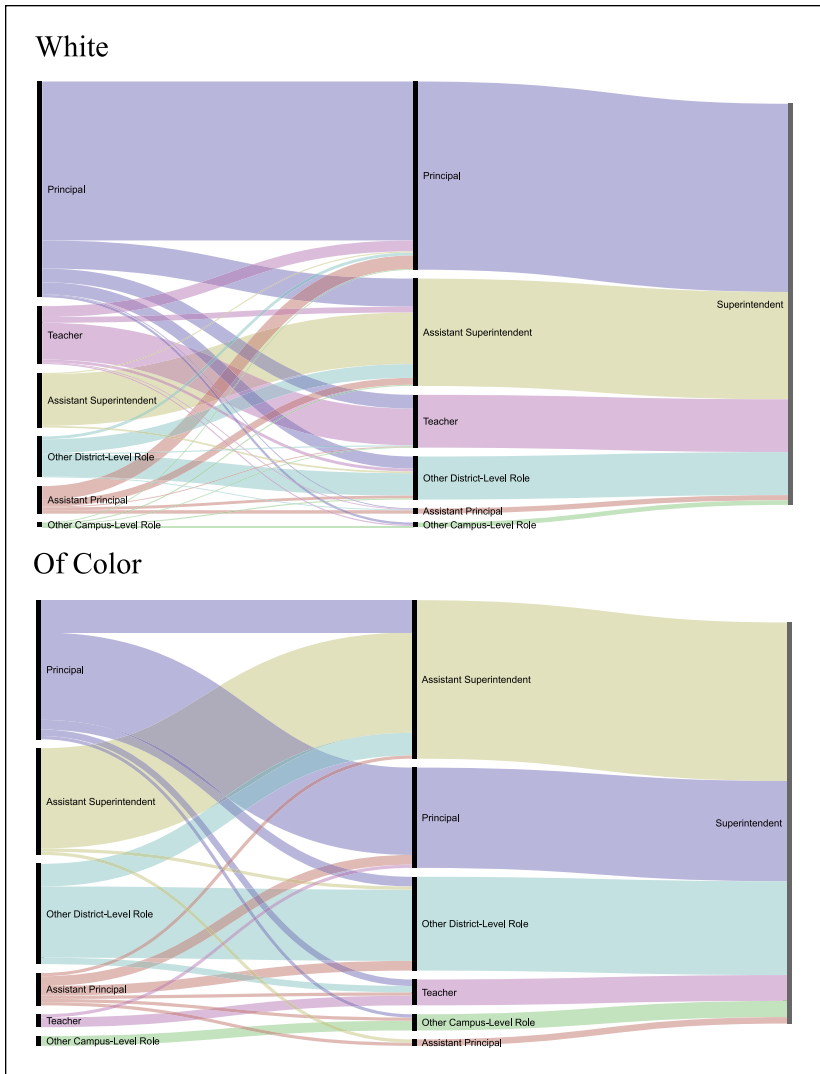 White
Principal
Teacher
Assistant Superintendent
Other District-Level Role
Assistant Principal
Other Campus-Level Role
Principal
Assistant Superintendent
Teacher
Other District-Level Role
Assistant Principal
Other Campus-Level Role
Superintendent
Of Color
Principal
Assistant Superintendent
Other District-Level Role
Assistant Principal
Teacher
Other Campus-Level Role
Assistant Superintendent
Principal
Other District-Level Role
Teacher
Other Campus-Level Role
Assistant Principal
Superintendent